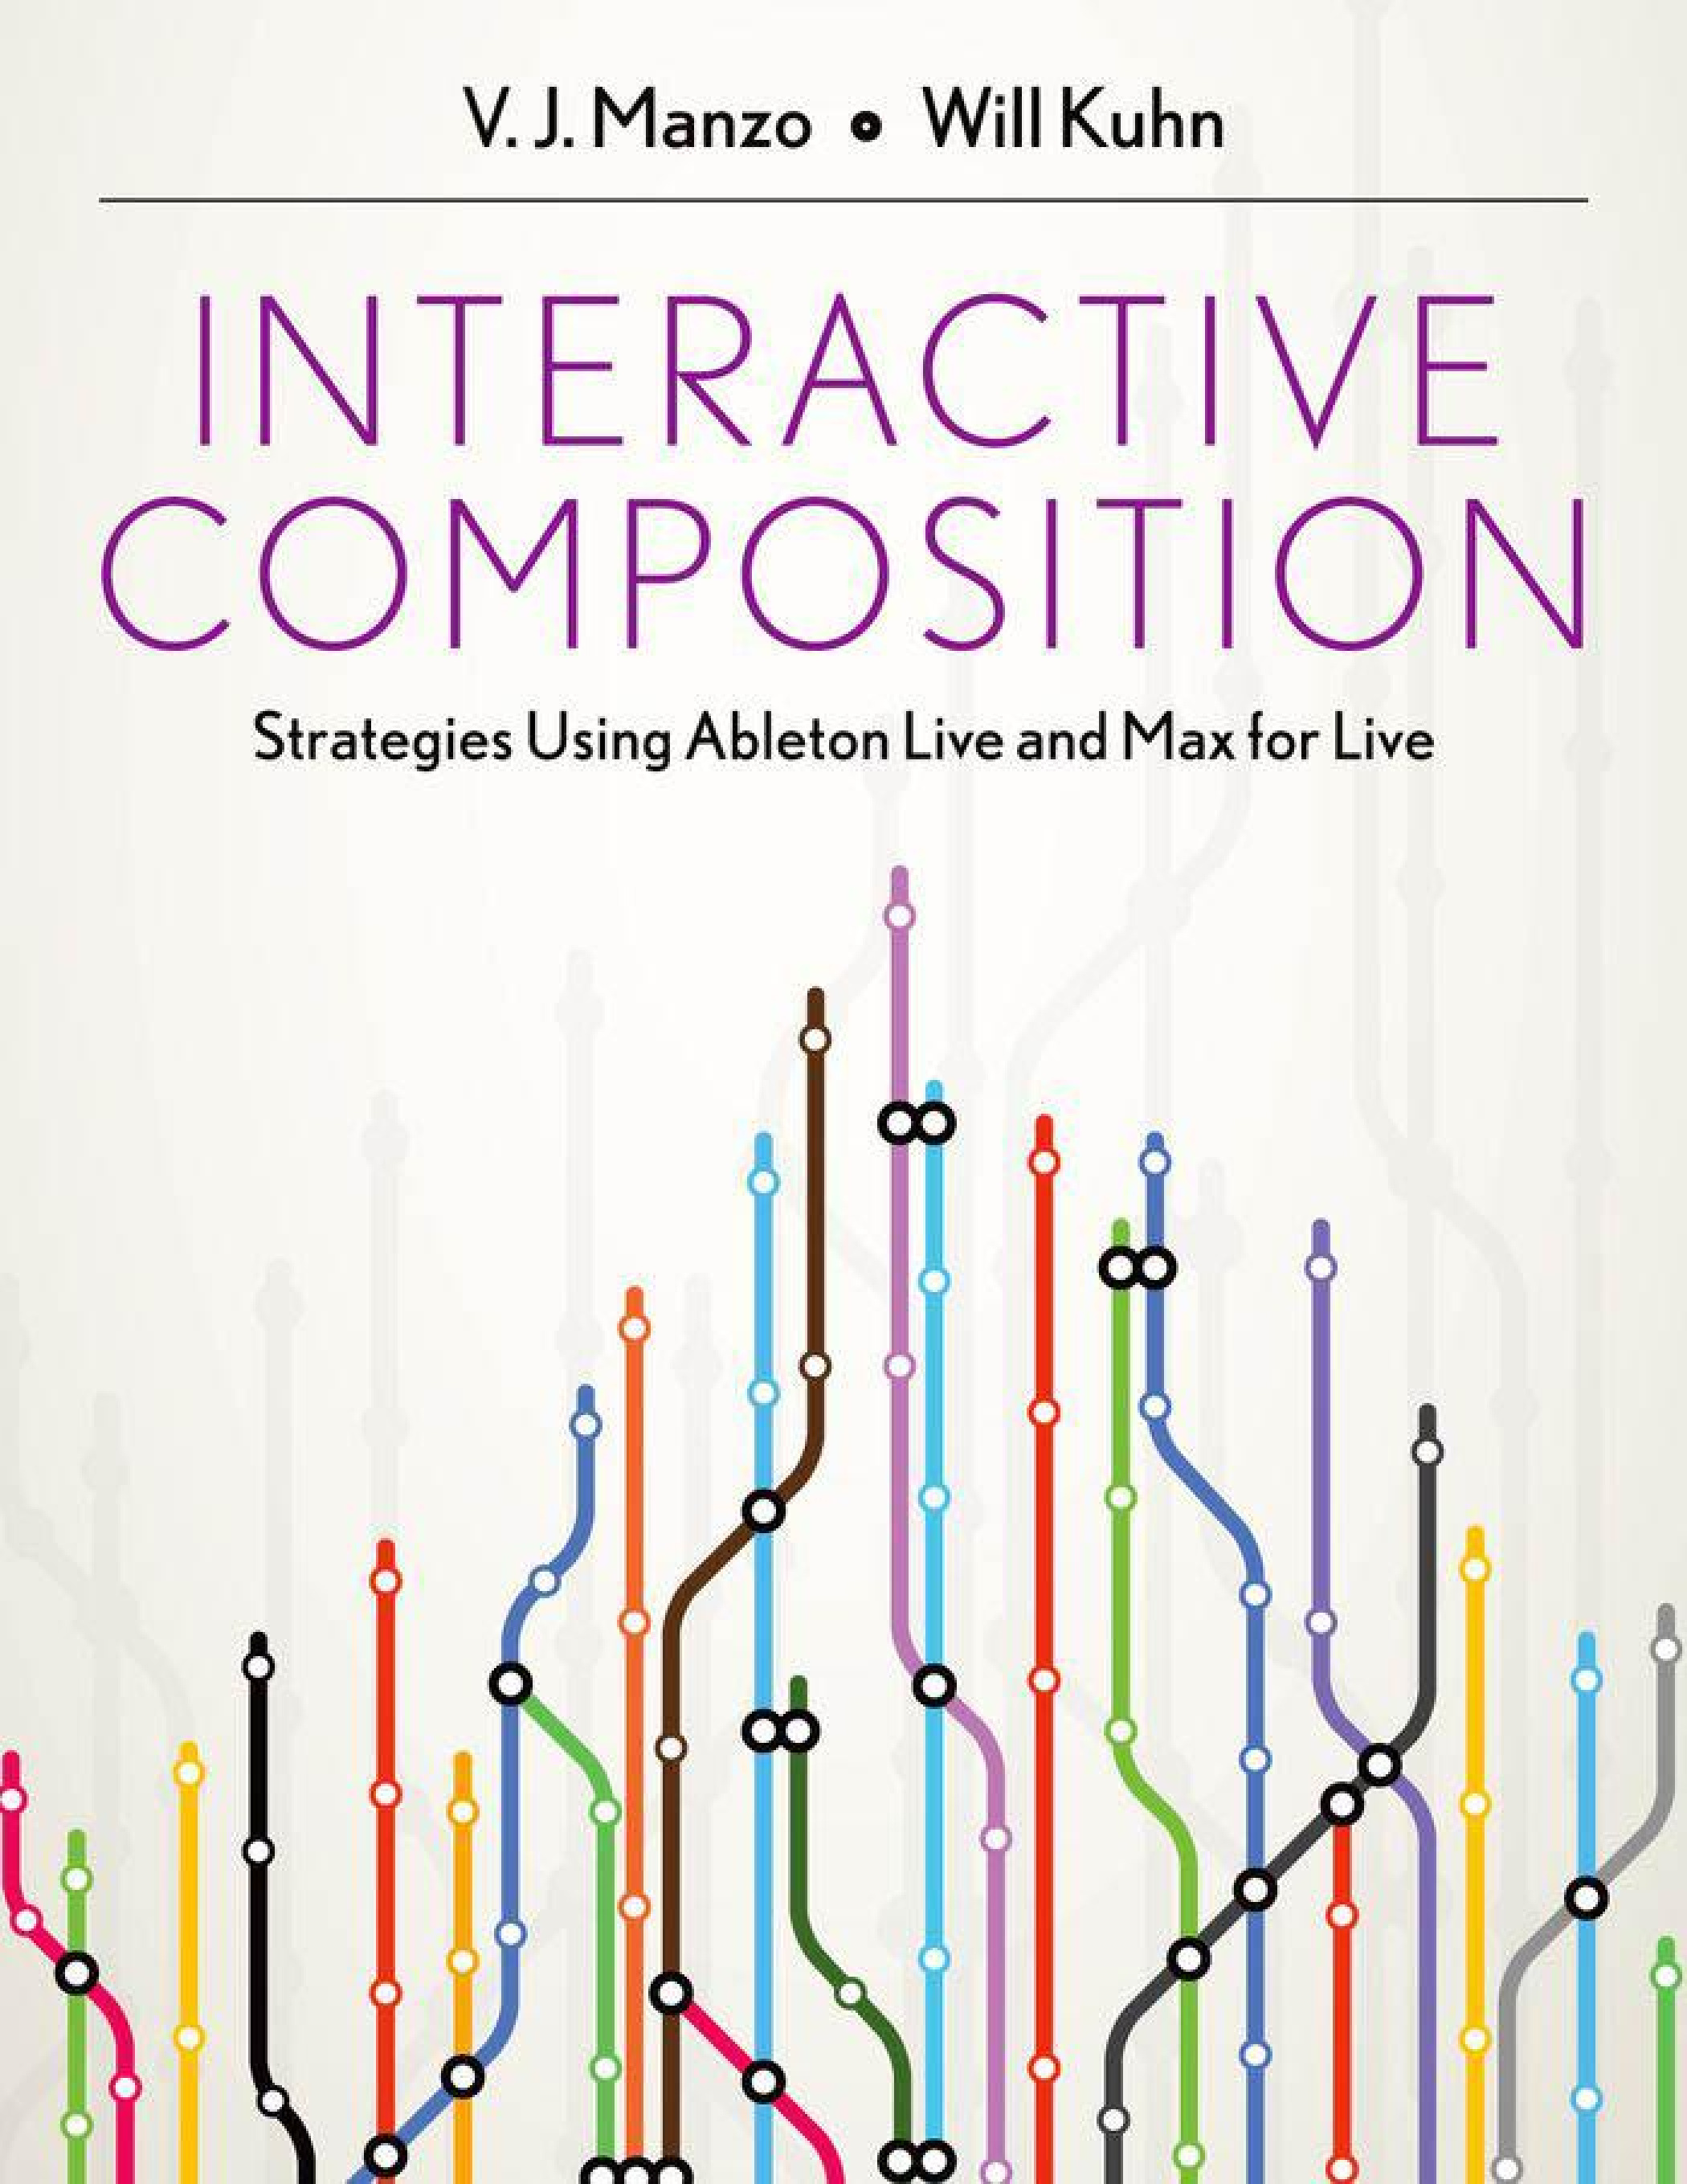 V. J. Manzo • Will Kuhn
INTERACTIVE
COMPOSITION
Strategies Using Ableton Live and Max for Live